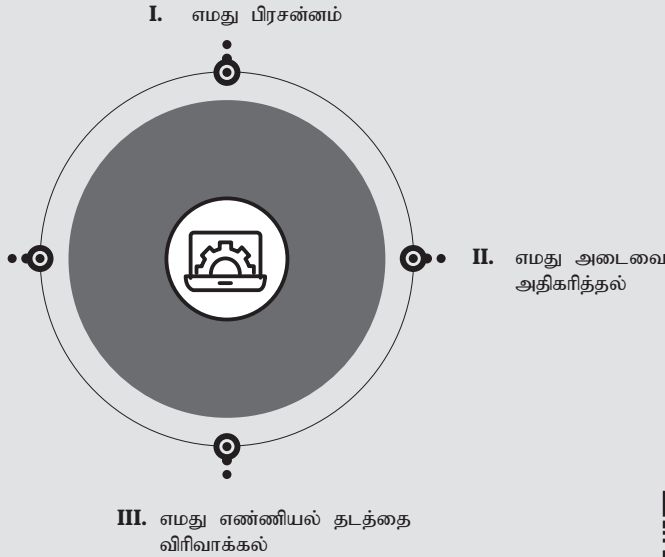 I. எமது பிரசன்னம்
II. எமது அடைவை
அதிகரித்தல்
III. எமது எண்ணியல் தடத்தை
விரிவாக்கல்